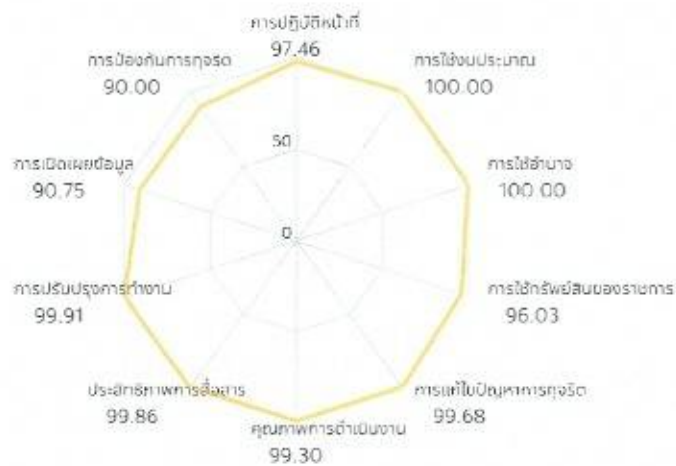 การปฏิบัติหน้าที่
97.46
การใช้งบประมาณ
100.00
การใช้อำนาจ
100.00
การใช้ทรัพย์สินของราชการ
96.03
การแก้ไขปัญหาการทุจริต
99.68
คุณภาพการดำเนินงาน
99.30
ประสิทธิภาพการสื่อสาร
99.86
การปรับปรุงการทำงาน
99.91
การเปิดเผยข้อมูล
90.75
การป้องกันการทุจริต
90.00
50
0